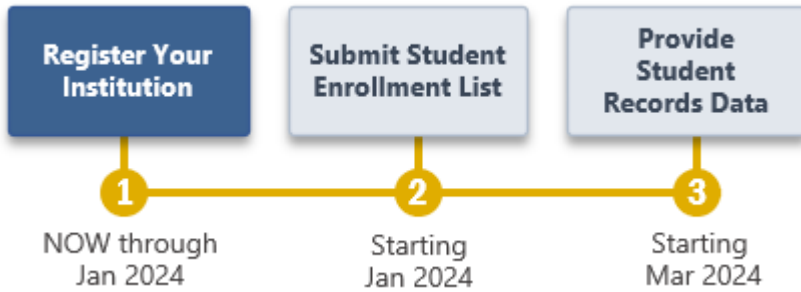 Register Your
Institution
Submit Student
Enrollment List
Provide
Student
Records Data
1
2
3
NOW through
Jan 2024
Starting
Jan 2024
Starting
Mar 2024